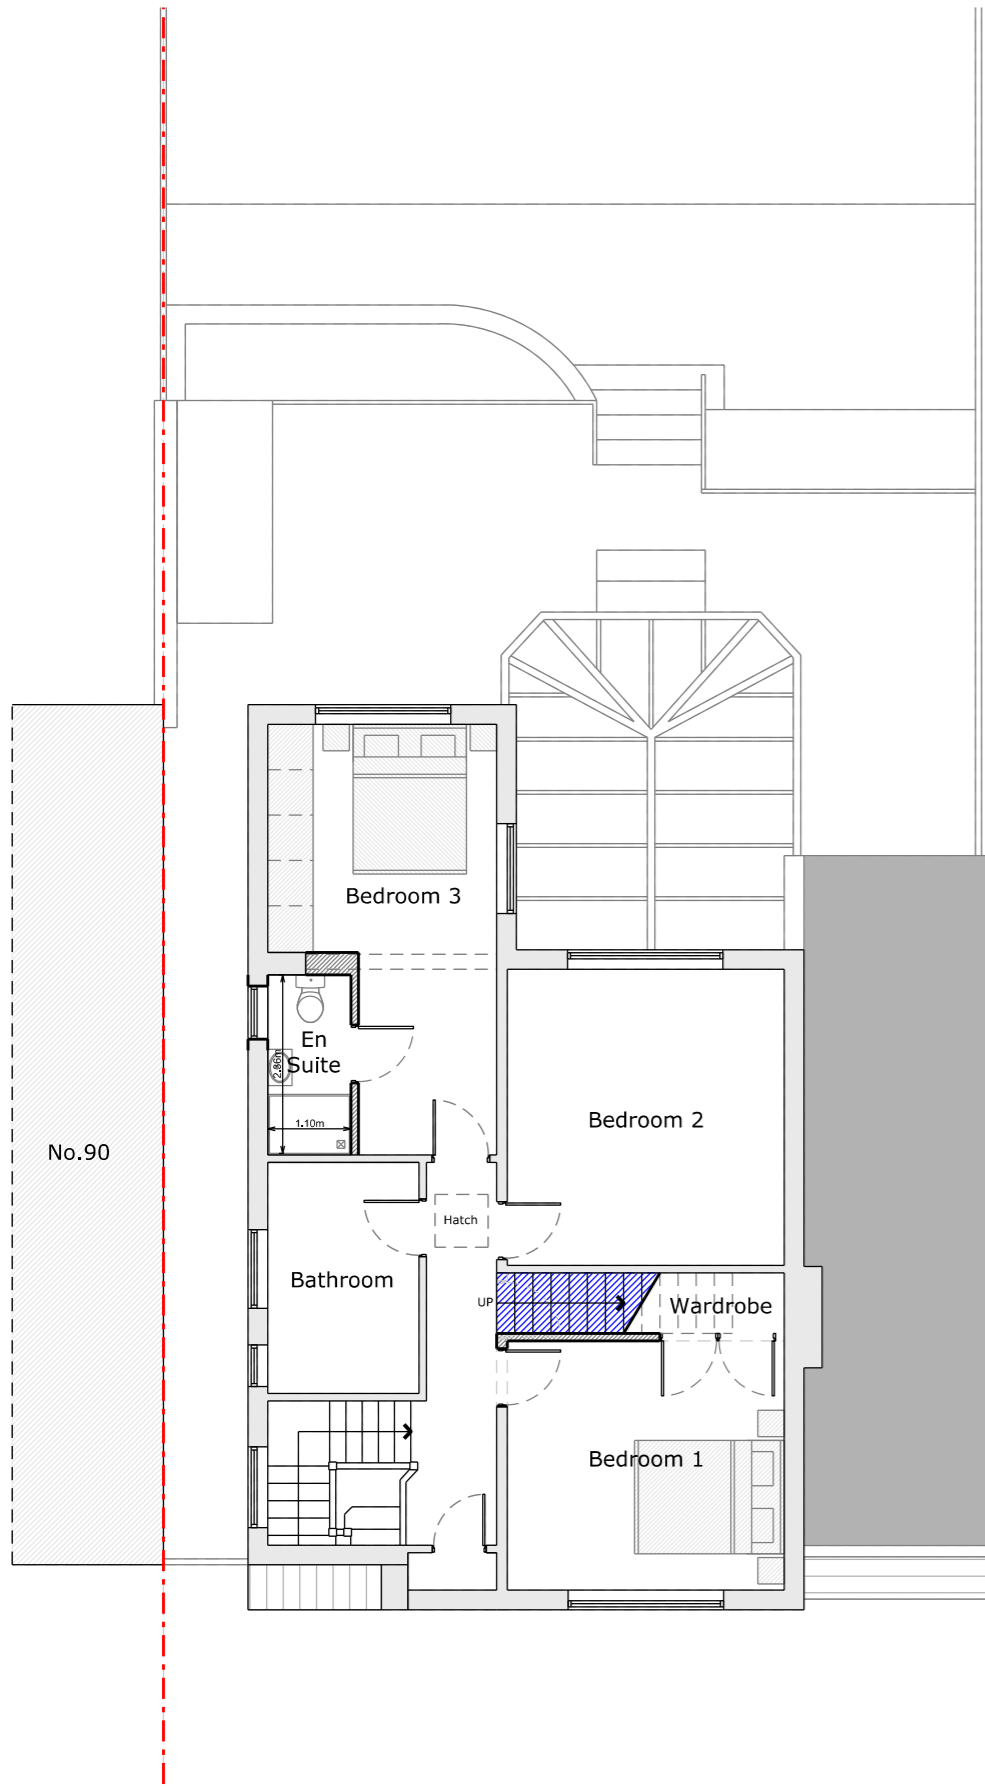 Bedroom 3
En
Suite
2.86m
1.10m
Bedroom 2
No.90
Hatch
Bathroom
UP
Wardrobe
Bedroom 1